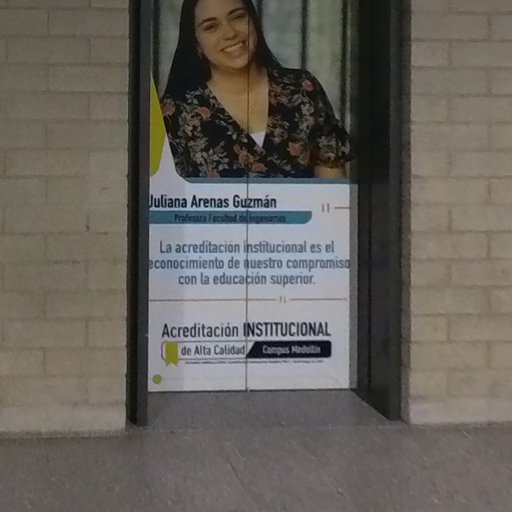 Juliana Arenas Guzmán
Profesora Facultad de Ingenierías
La acreditación institucional es el
econocimiento de nuestro compromiso
con la educación superior.
Acreditación INSTITUCIONAL
de Alta Calidad Campus Medellín